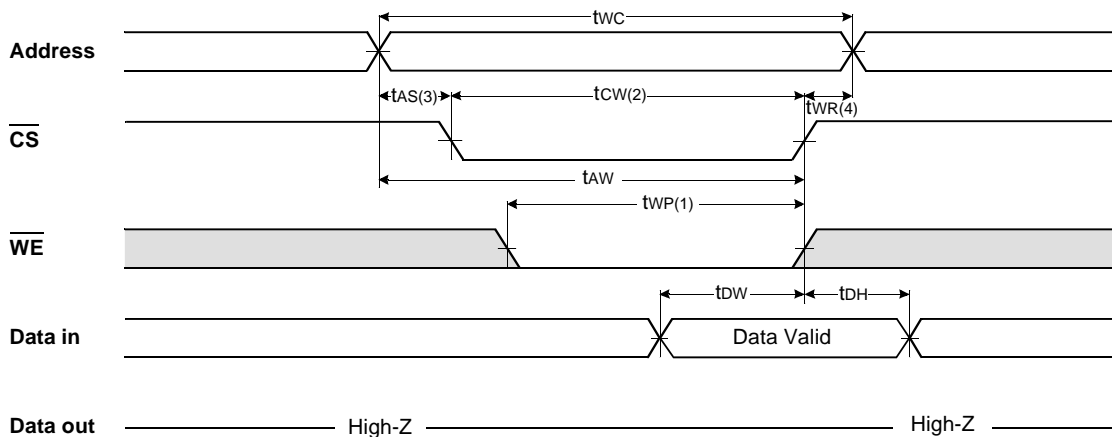 tWC
Address
tAS(3) tCW(2) tWR(4)
CS
tAW
tWP(1)
WE
tDW tDH
Data in Data Valid
Data out High-Z High-Z